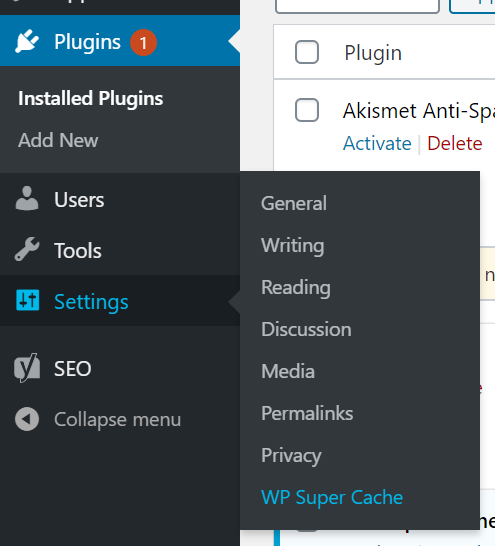 Plugins 1
Installed Plugins
Add New
Users
Tools
Settings
SEO
Collapse menu
General
Writing
Reading
Discussion
Media
Permalinks
Privacy
WP Super Cache
Plugin
Akismet Anti-Spa
Activate | Delete